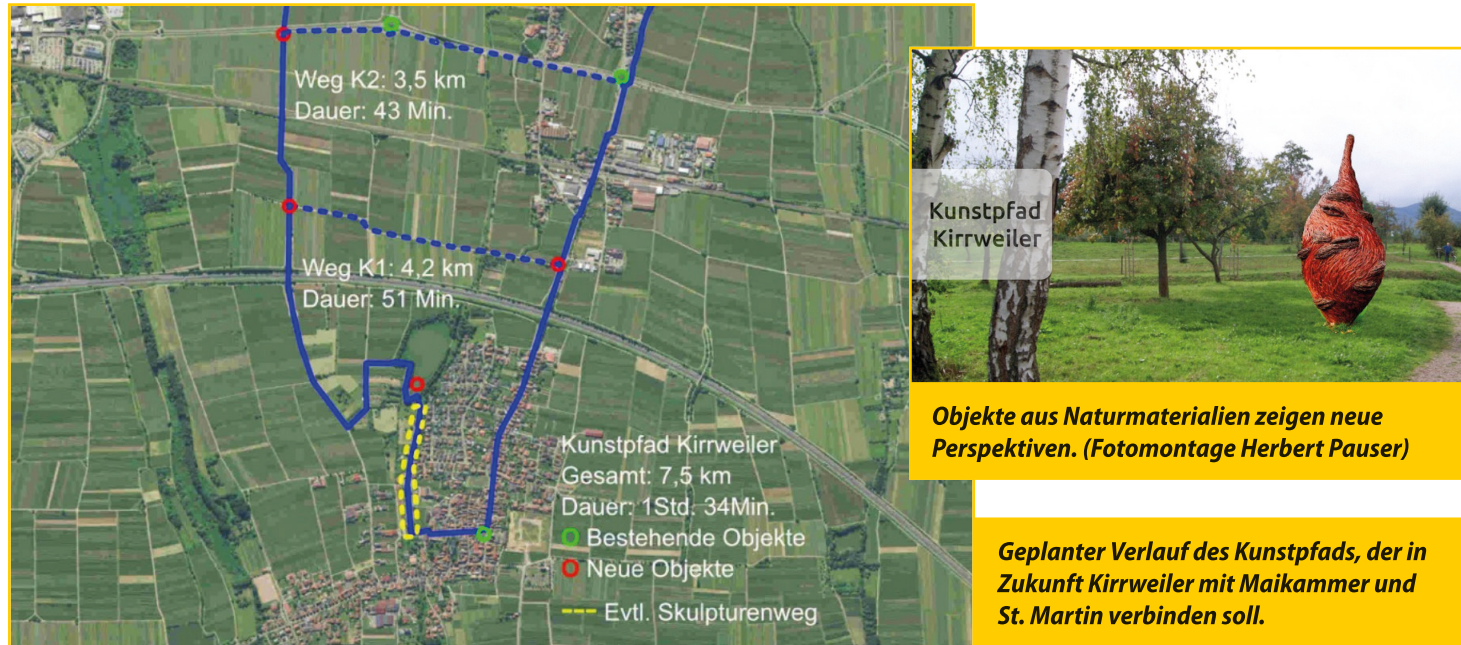 Weg K2: 3,5 km
Dauer: 43 Min.
Weg K1: 4,2 km
Dauer: 51 Min.
Kunstpfad Kirrweiler
Gesamt: 7,5 km
Dauer: 1Std. 34Min.
Bestehende Objekte
Neue Objekte
Evtl. Skulpturenweg
Kunstpfad
Kirrweiler
Objekte aus Naturmaterialien zeigen neue
Perspektiven. (Fotomontage Herbert Pauser)
Geplanter Verlauf des Kunstpfads, der in
Zukunft Kirrweiler mit Maikammer und
St. Martin verbinden soll.